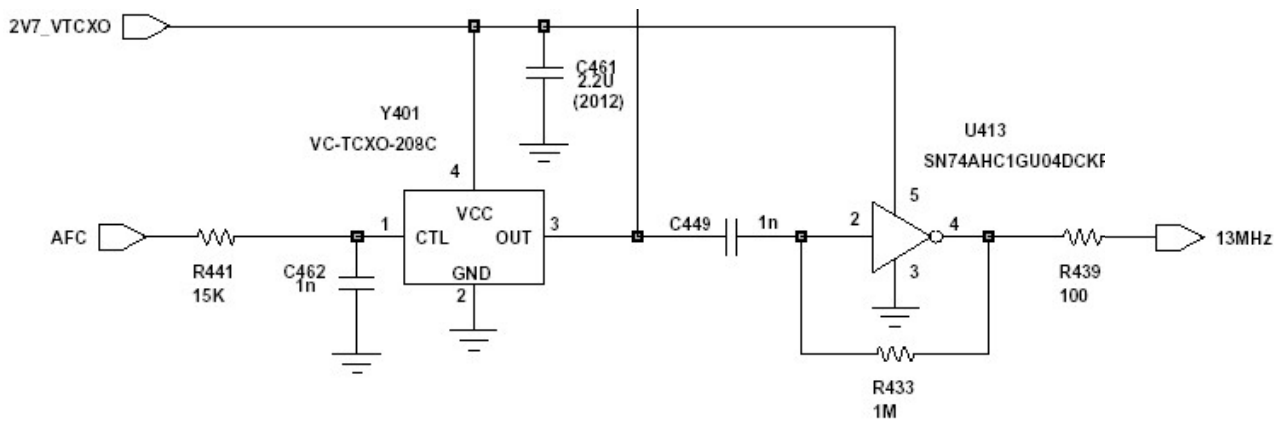 2V7_VTCXO
C461
2.2U
(2012)
Y401
VC-TCXO-208C
U413
SN74AHC1GU04DCKR
4
5
AFC
1
VCC
CTL
OUT
3
C449
1n
2
4
13MHz
R441
15K
C462
1n
GND
2
3
R439
100
R433
1M